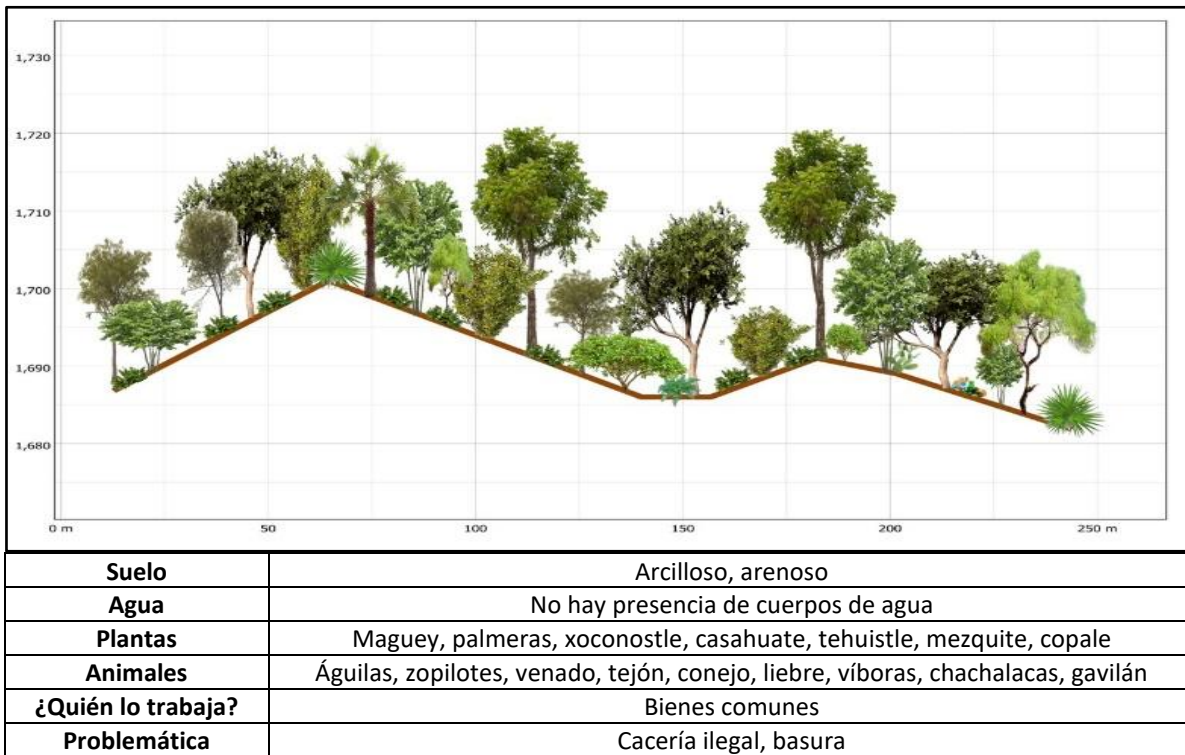 1,730
1,720
1,710
1,700
1,690
1,680
0 m 50 100 150 200 250 m
Suelo Arcilloso, arenoso
Agua No hay presencia de cuerpos de agua
Plantas Maguey, palmeras, xoconostle, casahuate, tehuistle, mezquite, copale
Animales Águilas, zopilotes, venado, tejón, conejo, liebre, víboras, chachalacas, gavilán
¿Quién lo trabaja? Bienes comunes
Problemática Cacería ilegal, basura